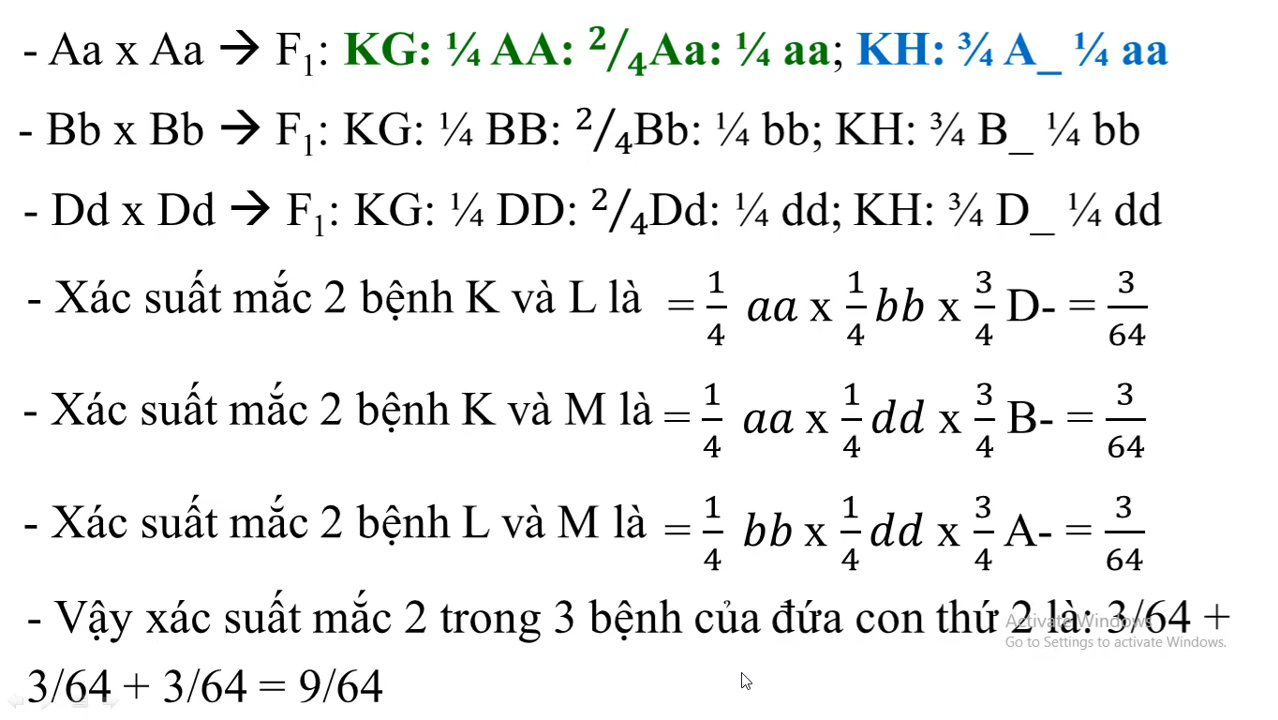 - Aa x Aa → F₁: KG: ¼ AA: ²/₄Aa: ¼ aa; KH: ¾ A_ ¼ aa
- Bb x Bb → F₁: KG: ¼ BB: ²/₄Bb: ¼ bb; KH: ¾ B_ ¼ bb
- Dd x Dd → F₁: KG: ¼ DD: ²/₄Dd: ¼ dd; KH: ¾ D_ ¼ dd
- Xác suất mắc 2 bệnh K và L là = 1/4 aa x 1/4 bb x 3/4 D- = 3/64
- Xác suất mắc 2 bệnh K và M là = 1/4 aa x 1/4 dd x 3/4 B- = 3/64
- Xác suất mắc 2 bệnh L và M là = 1/4 bb x 1/4 dd x 3/4 A- = 3/64
- Vậy xác suất mắc 2 trong 3 bệnh của đứa con thứ 2 là: 3/64 +
3/64 + 3/64 = 9/64
Activate Windows
Go to Settings to activate Windows.